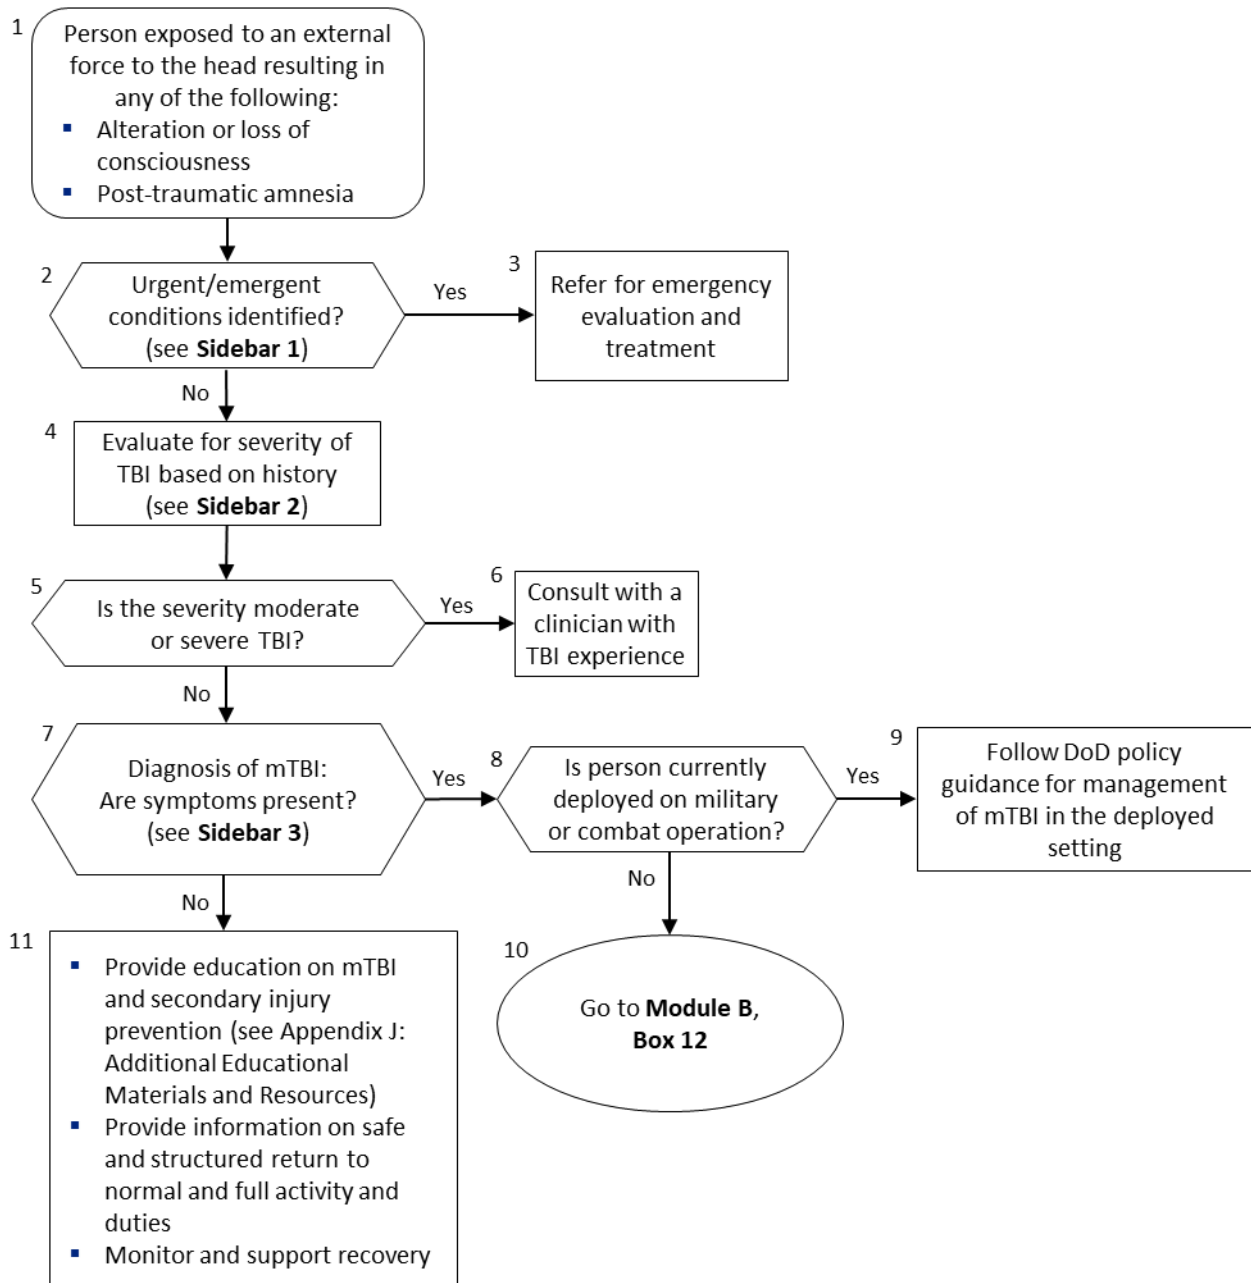 1
Person exposed to an external
force to the head resulting in
any of the following:
▪ Alteration or loss of
consciousness
▪ Post-traumatic amnesia
2
Urgent/emergent
conditions identified?
(see Sidebar 1)
Yes
3
Refer for emergency
evaluation and
treatment
No
4
Evaluate for severity of
TBI based on history
(see Sidebar 2)
5
Is the severity moderate
or severe TBI?
Yes
6
Consult with a
clinician with
TBI experience
No
7
Diagnosis of mTBI:
Are symptoms present?
(see Sidebar 3)
Yes
8
Is person currently
deployed on military
or combat operation?
Yes
9
Follow DoD policy
guidance for management
of mTBI in the deployed
setting
No
10
Go to Module B,
Box 12
No
11
▪ Provide education on mTBI
and secondary injury
prevention (see Appendix J:
Additional Educational
Materials and Resources)
▪ Provide information on safe
and structured return to
normal and full activity and
duties
▪ Monitor and support recovery